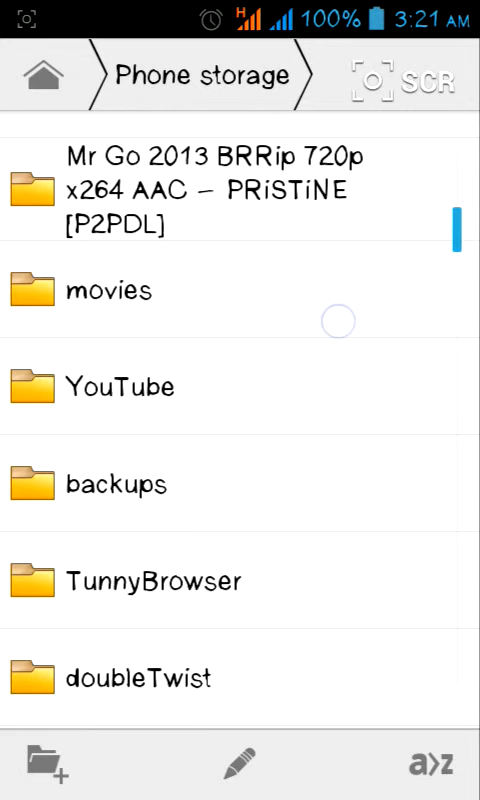 H 100% 3:21 AM
Phone storage
SCR
Mr Go 2013 BRRip 720p
x264 AAC – PRiSTiNE
[P2PDL]
movies
YouTube
backups
TunnyBrowser
doubleTwist
a>z